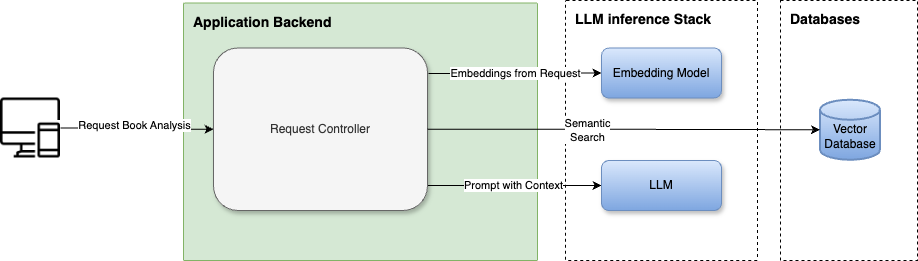 Application Backend
LLM inference Stack
Databases
Embeddings from Request
Embedding Model
Request Book Analysis
Request Controller
Semantic
Search
Vector
Database
Prompt with Context
LLM